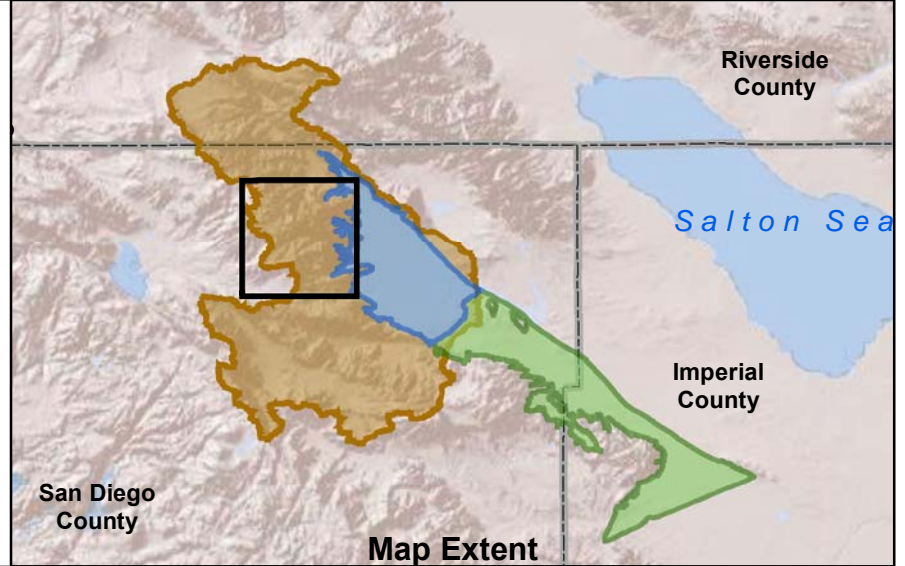 Riverside
County
Salton Sea
Imperial
County
San Diego
County
Map Extent